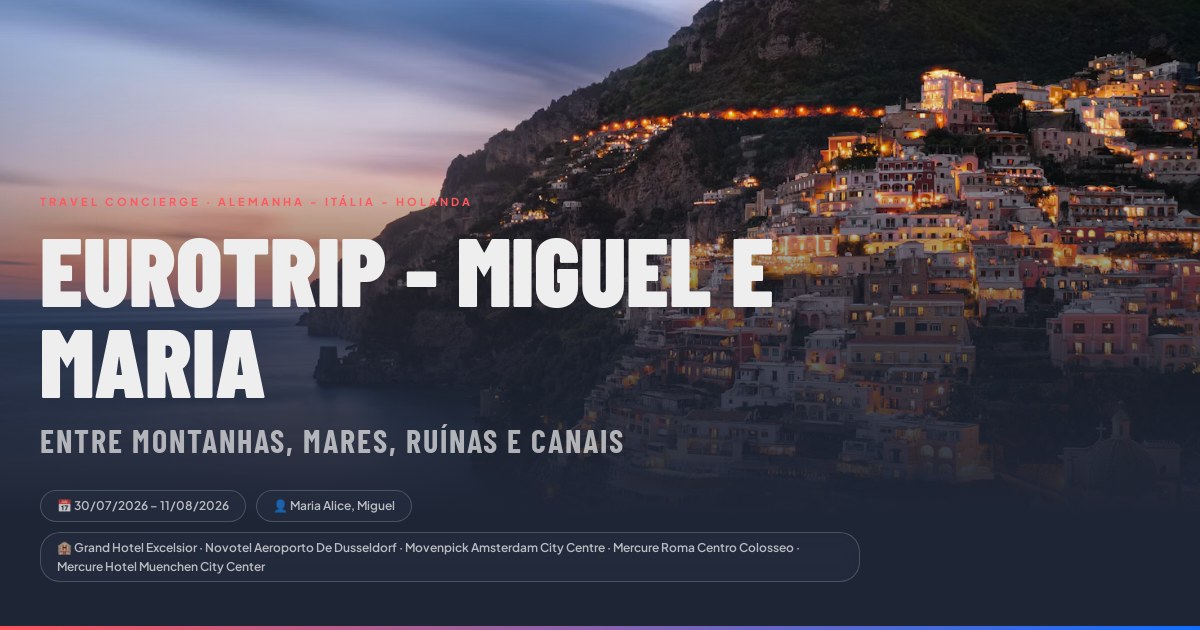 TRAVEL CONCIERGE · ALEMANHA – ITÁLIA – HOLANDA
EUROTRIP - MIGUEL E
MARIA
ENTRE MONTANHAS, MARES, RUÍNAS E CANAIS
📅 30/07/2026 – 11/08/2026
👤 Maria Alice, Miguel
🏨 Grand Hotel Excelsior · Novotel Aeroporto De Dusseldorf · Movenpick Amsterdam City Centre · Mercure Roma Centro Colosseo ·
Mercure Hotel Muenchen City Center